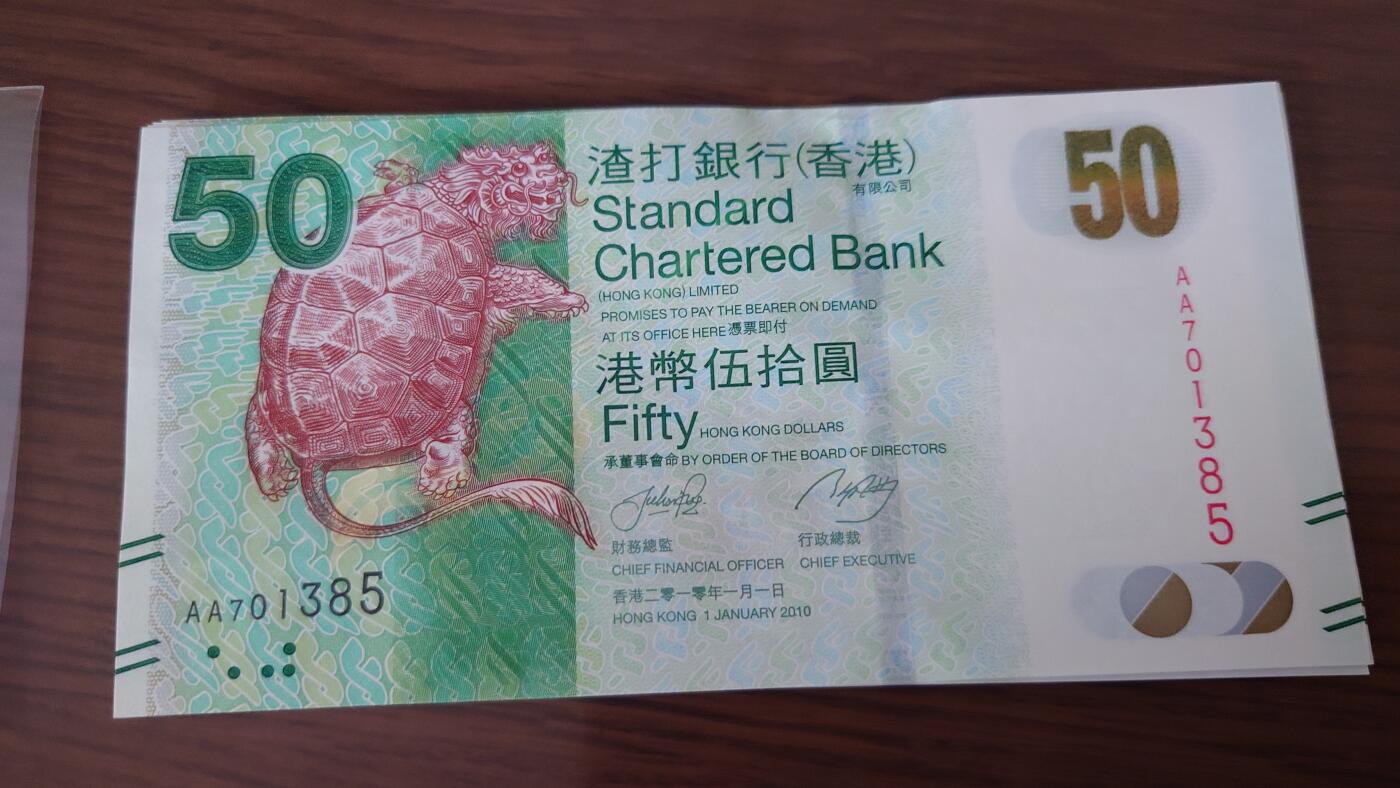 50
渣打銀行(香港)
有限公司
Standard
Chartered Bank
(HONG KONG) LIMITED
PROMISES TO PAY THE BEARER ON DEMAND
AT ITS OFFICE HERE 憑票即付
港幣伍拾圓
Fifty HONG KONG DOLLARS
承董事會命 BY ORDER OF THE BOARD OF DIRECTORS
財務總監
CHIEF FINANCIAL OFFICER
行政總裁
CHIEF EXECUTIVE
香港二零一零年一月一日
HONG KONG 1 JANUARY 2010
AA701385
50
AA701385